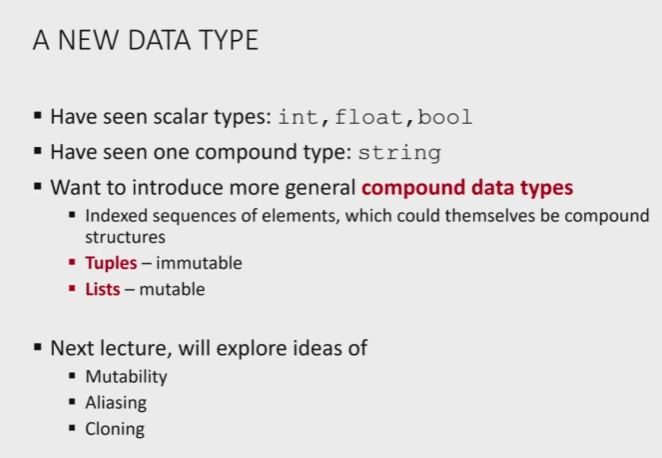 A NEW DATA TYPE
▪ Have seen scalar types: int, float, bool
▪ Have seen one compound type: string
▪ Want to introduce more general compound data types
▪ Indexed sequences of elements, which could themselves be compound
structures
▪ Tuples – immutable
▪ Lists – mutable
▪ Next lecture, will explore ideas of
▪ Mutability
▪ Aliasing
▪ Cloning